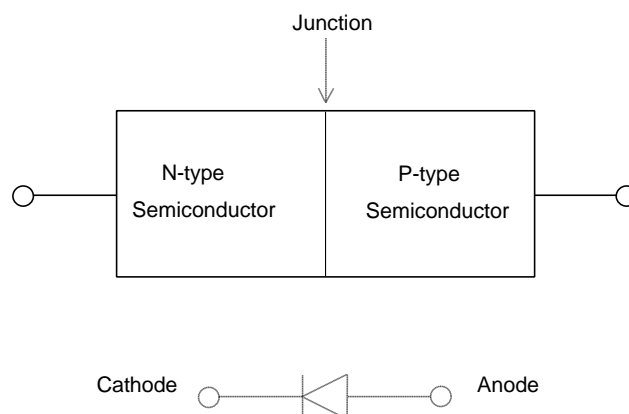 Junction
N-type
Semiconductor
P-type
Semiconductor
Cathode
Anode